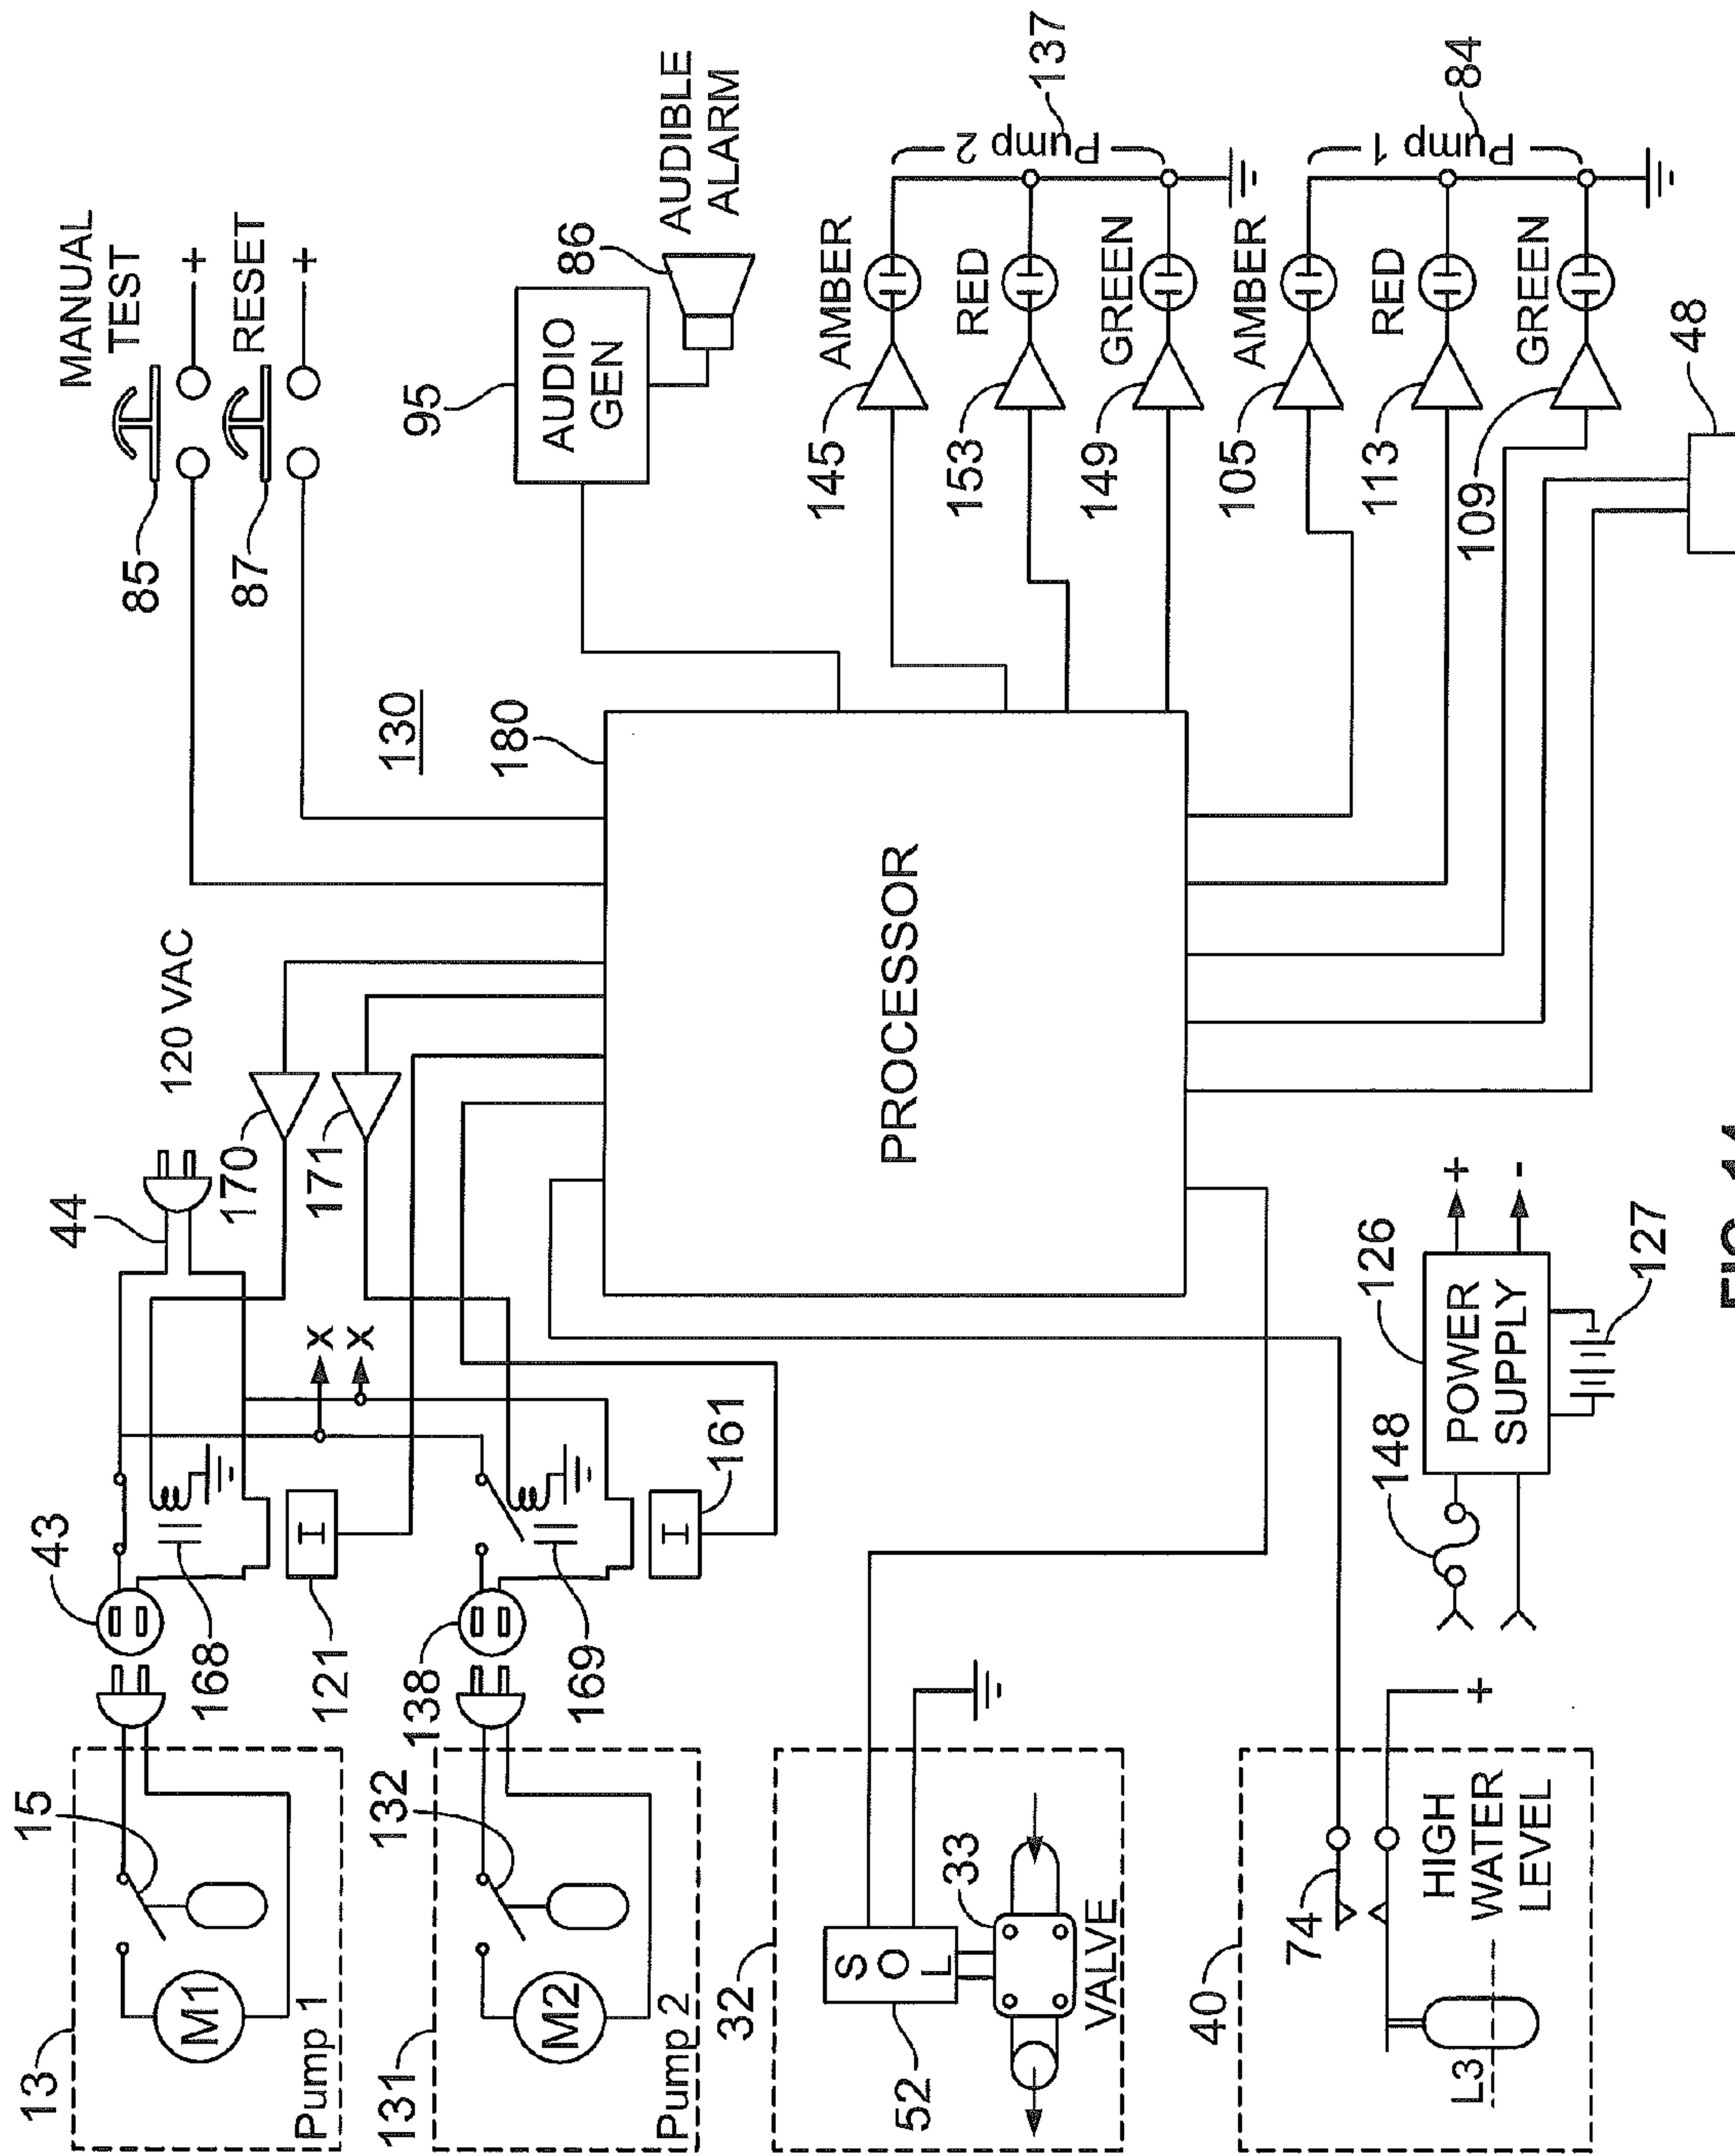 13
15
M1
Pump 1
43
168
121
I
44
120 VAC
170
171
X
X
131
132
M2
Pump 2
138
169
161
I
32
52
SOL
33
VALVE
40
74
L3
HIGH
WATER
LEVEL
+
148
126
POWER
SUPPLY
+
-
127
130
180
PROCESSOR
MANUAL
TEST
85
+
RESET
87
+
95
AUDIO
GEN
86
AUDIBLE
ALARM
145
AMBER
153
RED
149
GREEN
Pump 2
137
105
AMBER
113
RED
109
GREEN
Pump 1
84
48